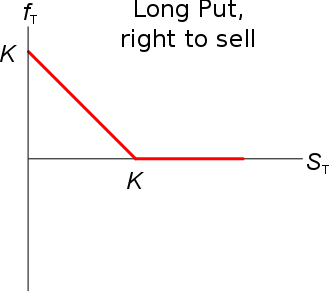 f_T
Long Put,
right to sell
K
S_T
K